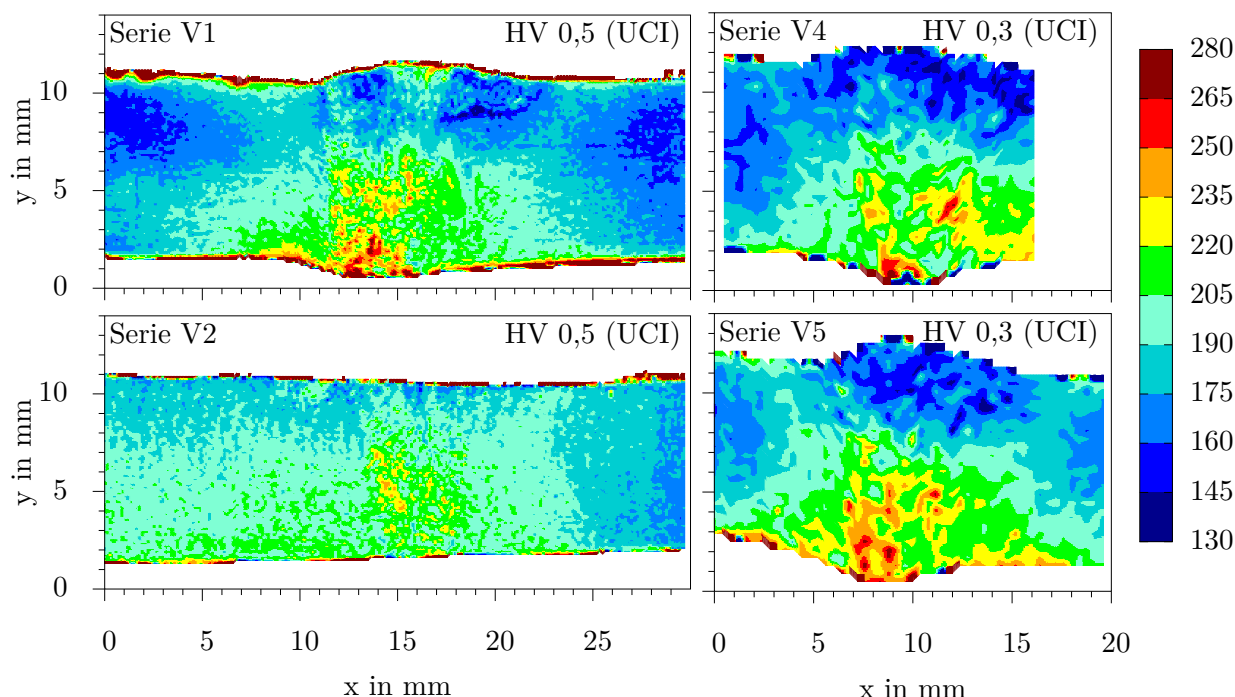 Serie V1 HV 0,5 (UCI)
Serie V4 HV 0,3 (UCI)
y in mm
10
5
0
280
265
250
235
220
205
190
175
160
145
130
Serie V2 HV 0,5 (UCI)
Serie V5 HV 0,3 (UCI)
y in mm
10
5
0
0 5 10 15 20 25
0 5 10 15 20
x in mm
x in mm